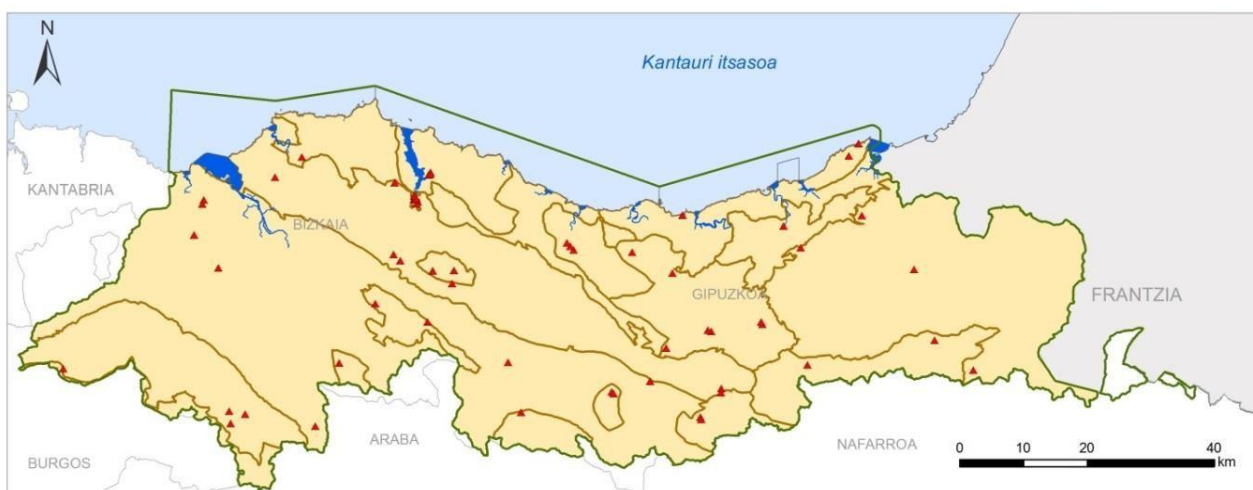 N
Kantauri itsasoa
KANTABRIA
BIZKAIA
GIPUZKOA
FRANTZIA
ARABA
NAFARROA
BURGOS
0 10 20 40
km